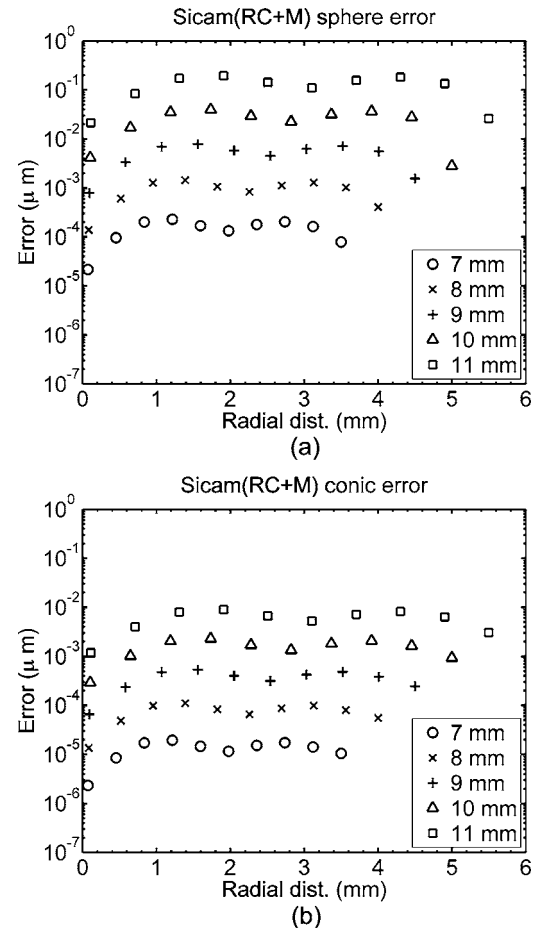 Sicam(RC+M) sphere error
10^0
10^-1
10^-2
10^-3
10^-4
10^-5
10^-6
10^-7
Error (μ m)
0 1 2 3 4 5 6
Radial dist. (mm)
7 mm
8 mm
9 mm
10 mm
11 mm
(a)
Sicam(RC+M) conic error
10^0
10^-1
10^-2
10^-3
10^-4
10^-5
10^-6
10^-7
Error (μ m)
0 1 2 3 4 5 6
Radial dist. (mm)
7 mm
8 mm
9 mm
10 mm
11 mm
(b)